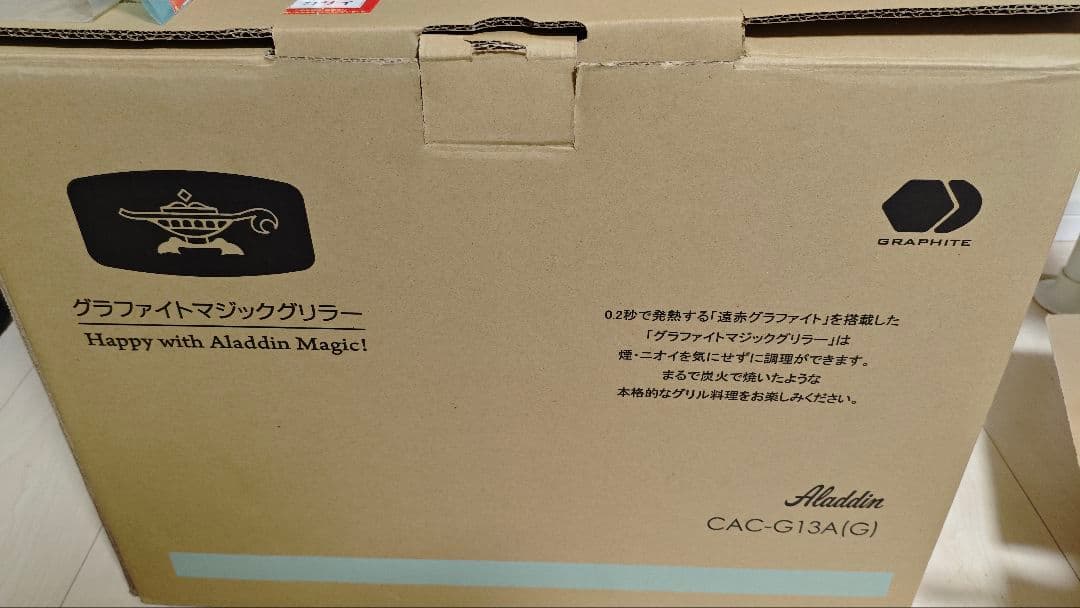 グラファイトマジックグリラー
Happy with Aladdin Magic!
GRAPHITE
0.2秒で発熱する「遠赤グラファイト」を搭載した
「グラファイトマジックグリラー」は
煙・ニオイを気にせずに調理ができます。
まるで炭火で焼いたような
本格的なグリル料理をお楽しみください。
Aladdin
CAC-G13A(G)